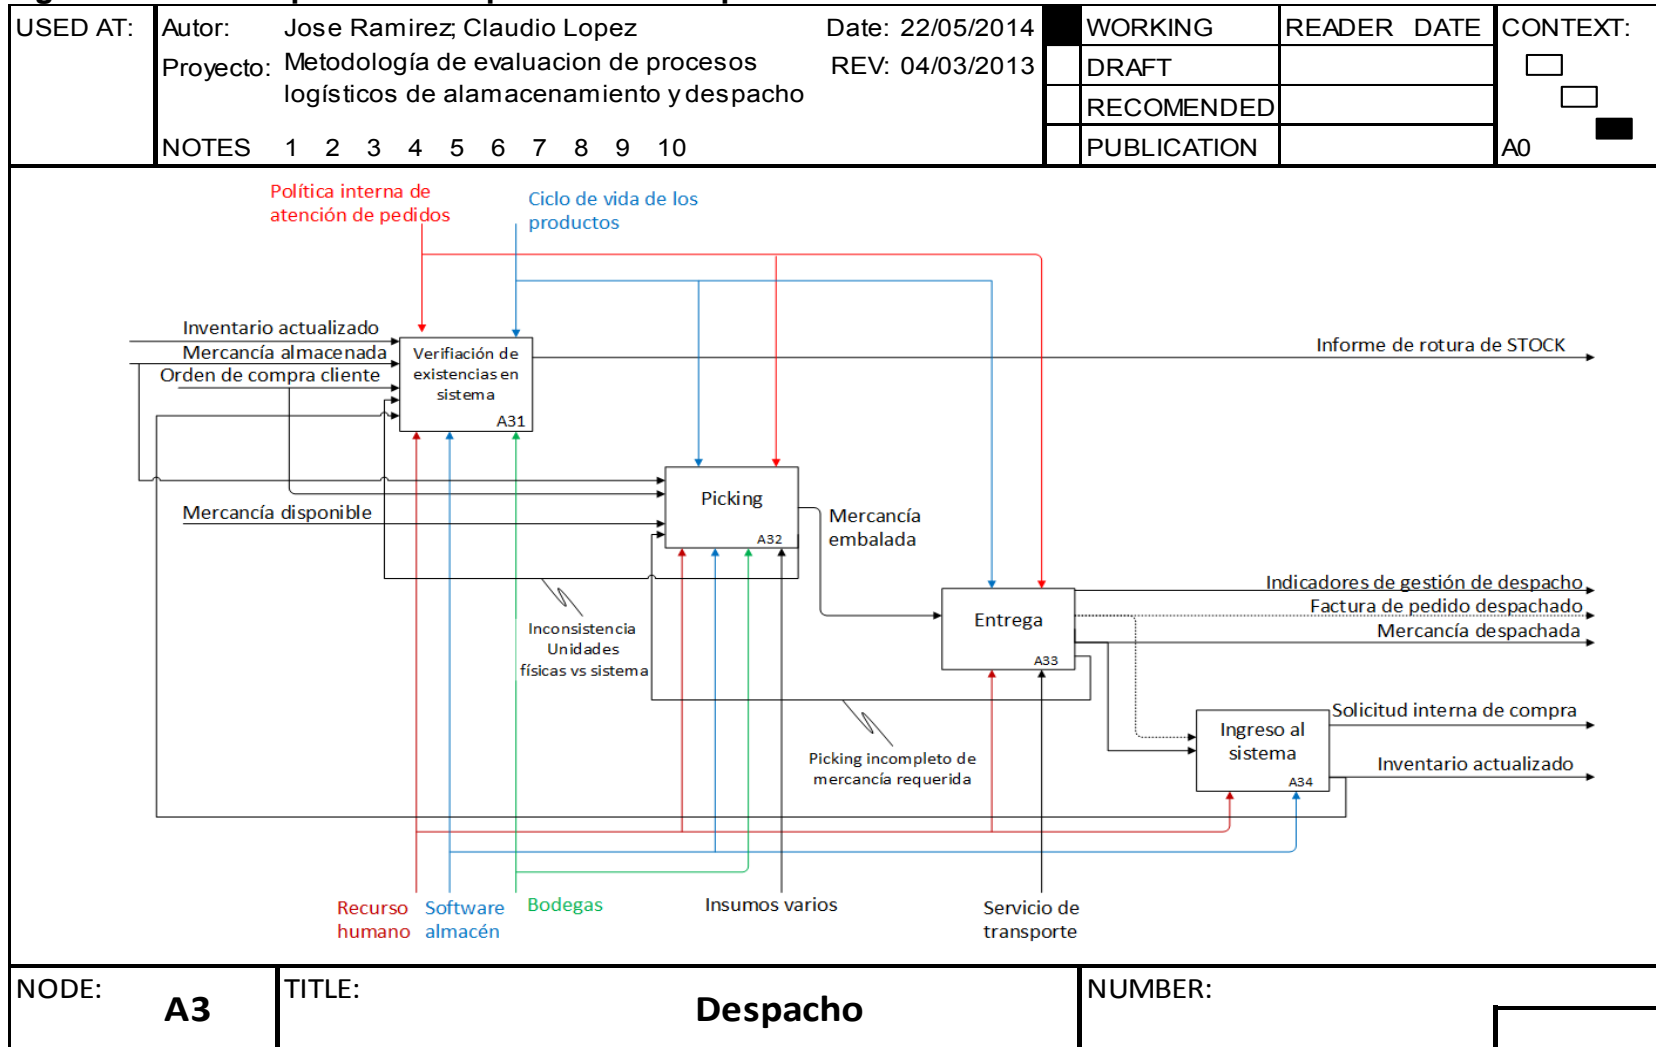 USED AT:
Autor: Jose Ramirez; Claudio Lopez
Date: 22/05/2014
Proyecto: Metodología de evaluacion de procesos
logísticos de alamacenamiento y despacho
REV: 04/03/2013
NOTES 1 2 3 4 5 6 7 8 9 10
WORKING
DRAFT
RECOMENDED
PUBLICATION
READER DATE
CONTEXT:
A0
Política interna de
atención de pedidos
Ciclo de vida de los
productos
Inventario actualizado
Mercancía almacenada
Orden de compra cliente
Verifiación de
existencias en
sistema
A31
Informe de rotura de STOCK
Mercancía disponible
Picking
A32
Mercancía
embalada
Inconsistencia
Unidades
físicas vs sistema
Entrega
A33
Indicadores de gestión de despacho
Factura de pedido despachado
Mercancía despachada
Picking incompleto de
mercancía requerida
Ingreso al
sistema
A34
Solicitud interna de compra
Inventario actualizado
Recurso
humano
Software
almacén
Bodegas
Insumos varios
Servicio de
transporte
NODE:
A3
TITLE:
Despacho
NUMBER: